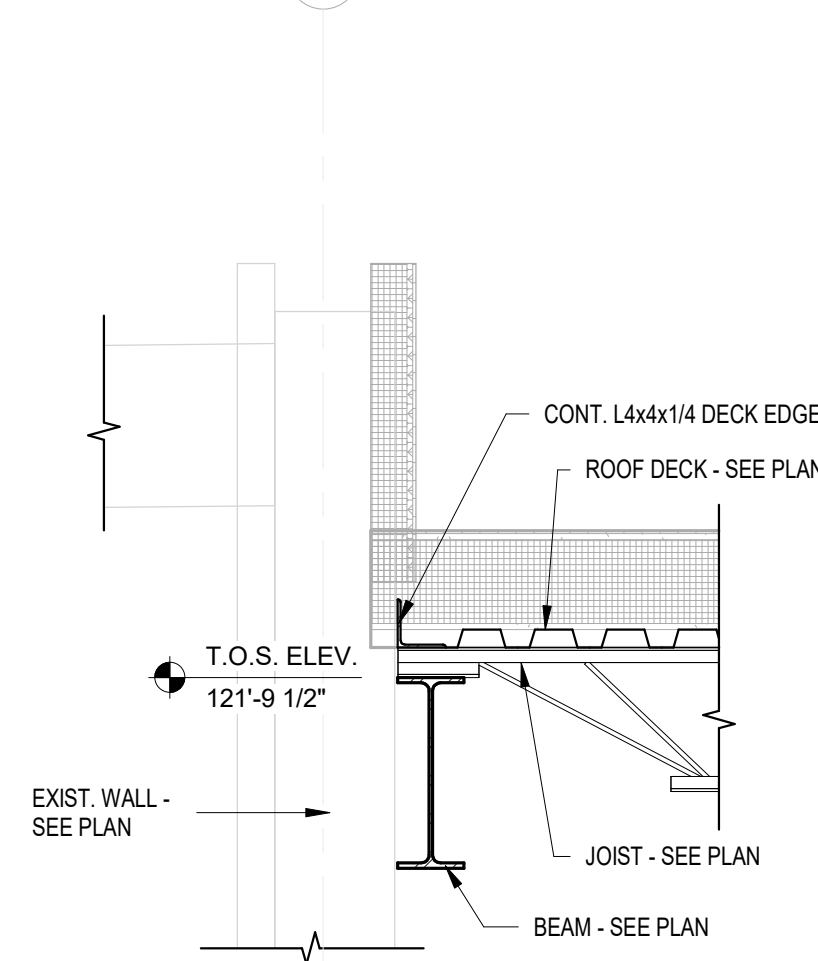 CONT. L4x4x1/4 DECK EDGE
ROOF DECK - SEE PLAN
T.O.S. ELEV.
121'-9 1/2"
EXIST. WALL -
SEE PLAN
JOIST - SEE PLAN
BEAM - SEE PLAN